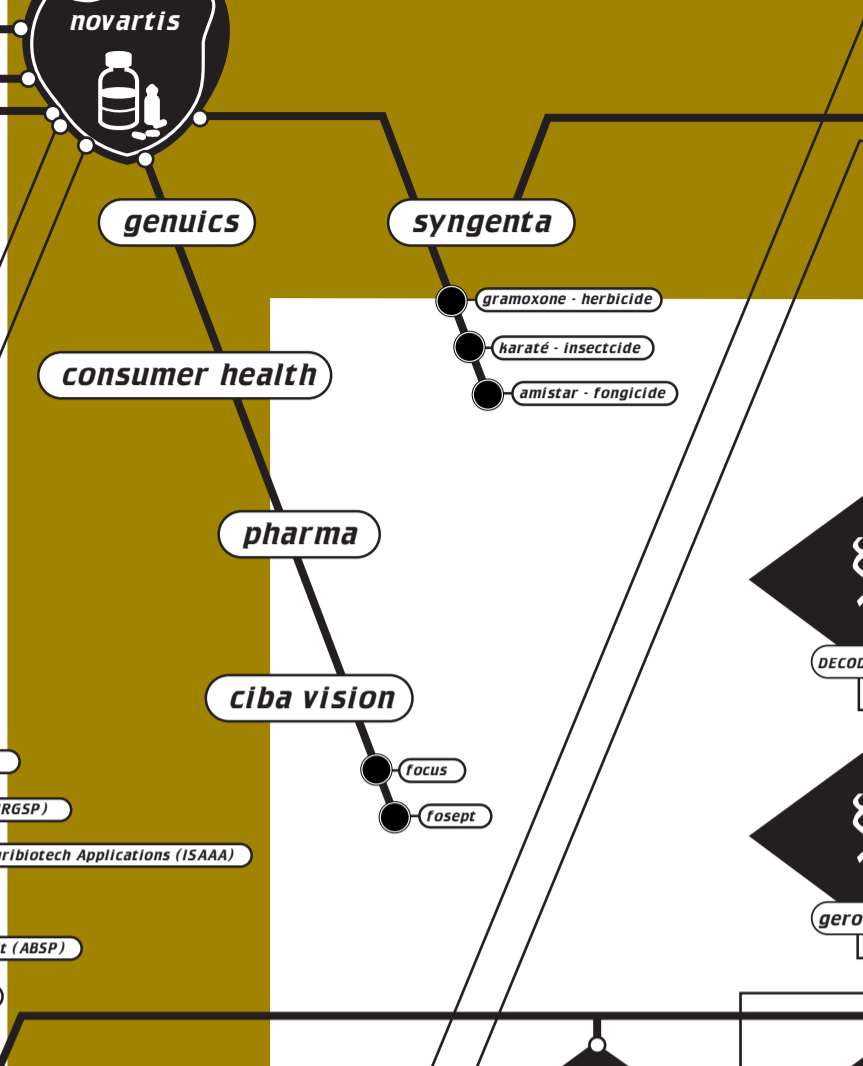 novartis
genuics
syngenta
gramoxone - herbicide
karaté - insectcide
amistar - fongicide
consumer health
pharma
DECOD
ciba vision
focus
RGSP)
fosept
ribiotech Applications (ISAAA)
gero
t (ABSP)